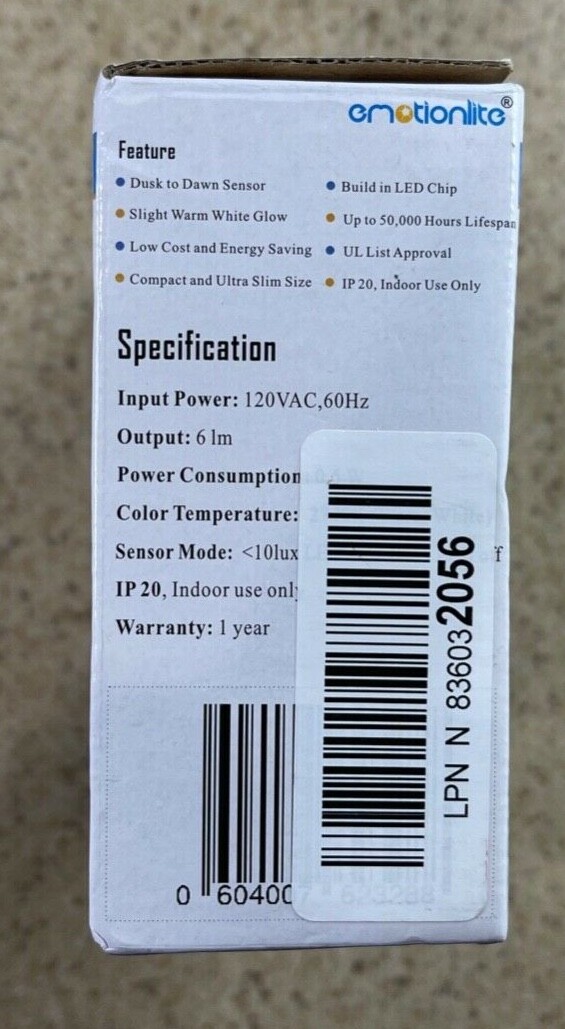 emotionlite®
Feature
• Dusk to Dawn Sensor
• Slight Warm White Glow
• Low Cost and Energy Saving
• Compact and Ultra Slim Size
• Build in LED Chip
• Up to 50,000 Hours Lifespan
• UL List Approval
• IP 20, Indoor Use Only
Specification
Input Power: 120VAC,60Hz
Output: 6 lm
Power Consumption
Color Temperature:
Sensor Mode: <10lux
IP 20, Indoor use only
Warranty: 1 year
0 604007 623288
LPN N 836032056